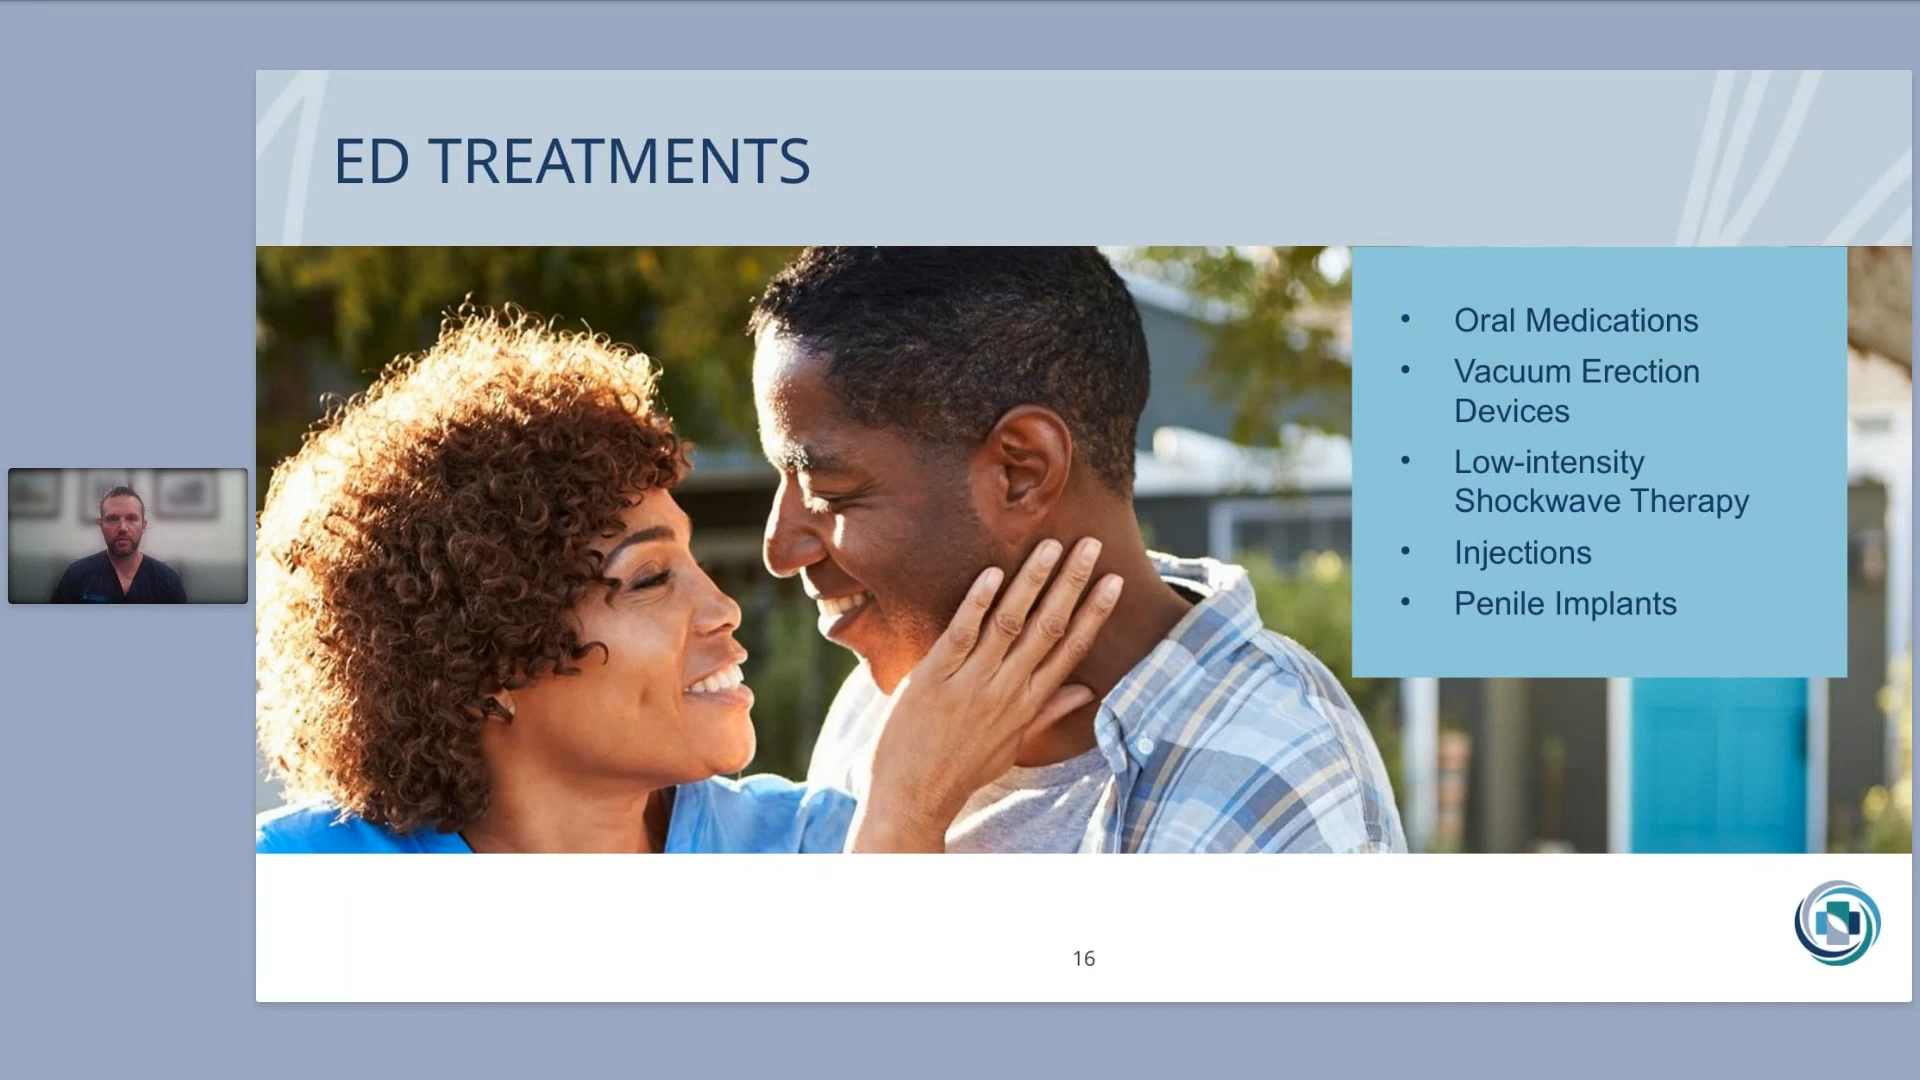 ED TREATMENTS
• Oral Medications
• Vacuum Erection
Devices
• Low-intensity
Shockwave Therapy
• Injections
• Penile Implants
16